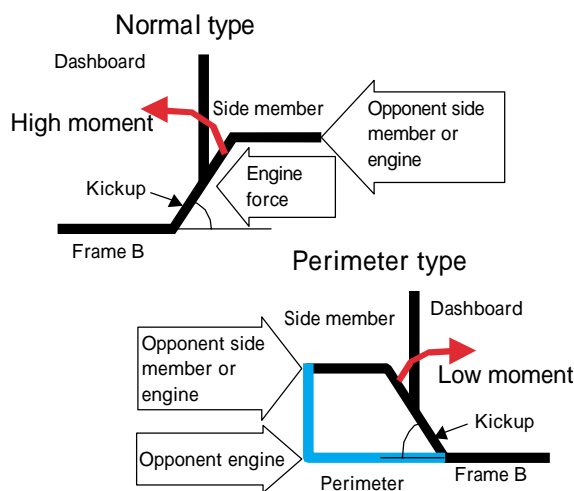 Normal type
Dashboard
Side member
Opponent side
member or
engine
High moment
Engine
force
Kickup
Frame B
Perimeter type
Dashboard
Side member
Opponent side
member or
engine
Low moment
Kickup
Opponent engine
Frame B
Perimeter